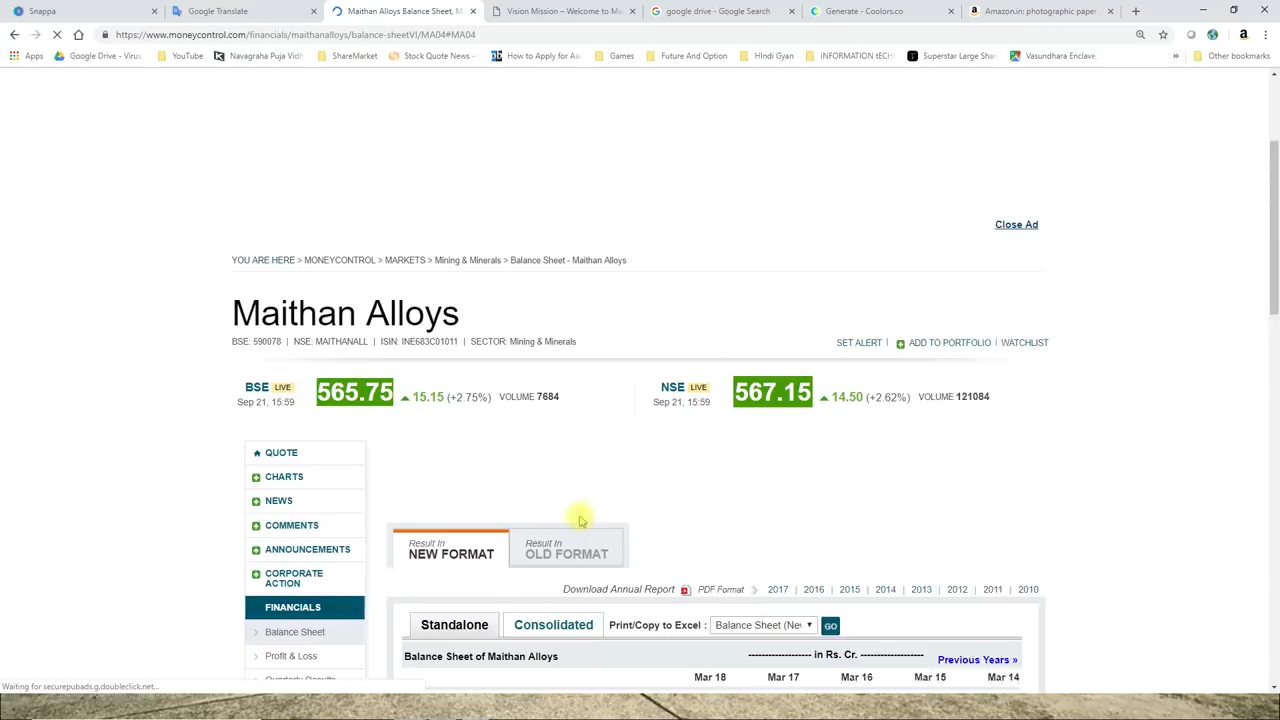 Snappa
Google Translate
Maithan Alloys Balance Sheet, M
Vision Mission – Welcome to Ma
google drive - Google Search
Generate - Coolors.co
Amazon.in: photographic paper
https://www.moneycontrol.com/financials/maithanalloys/balance-sheetVI/MA04#MA04
Apps
Google Drive - Virus
YouTube
Navagraha Puja Vidh
ShareMarket
Stock Quote News -
How to Apply for Aad
Games
Future And Option
HIndi Gyan
iNFORMATION tECH
Superstar Large Shar
Vasundhara Enclave,
Other bookmarks
Close Ad
YOU ARE HERE > MONEYCONTROL > MARKETS > Mining & Minerals > Balance Sheet - Maithan Alloys
Maithan Alloys
BSE: 590078 | NSE: MAITHANALL | ISIN: INE683C01011 | SECTOR: Mining & Minerals
SET ALERT | ADD TO PORTFOLIO | WATCHLIST
BSE LIVE 565.75 15.15 (+2.75%) VOLUME 7684
Sep 21, 15:59
NSE LIVE 567.15 14.50 (+2.62%) VOLUME 121084
Sep 21, 15:59
QUOTE
CHARTS
NEWS
COMMENTS
ANNOUNCEMENTS
CORPORATE
ACTION
FINANCIALS
Balance Sheet
Profit & Loss
Quarterly Results
Result In
NEW FORMAT
Result In
OLD FORMAT
Download Annual Report PDF Format 2017 | 2016 | 2015 | 2014 | 2013 | 2012 | 2011 | 2010
Standalone Consolidated Print/Copy to Excel : Balance Sheet (Nev GO
Balance Sheet of Maithan Alloys ------------------- in Rs. Cr. ------------------- Previous Years »
Mar 18 Mar 17 Mar 16 Mar 15 Mar 14
Waiting for securepubads.g.doubleclick.net...